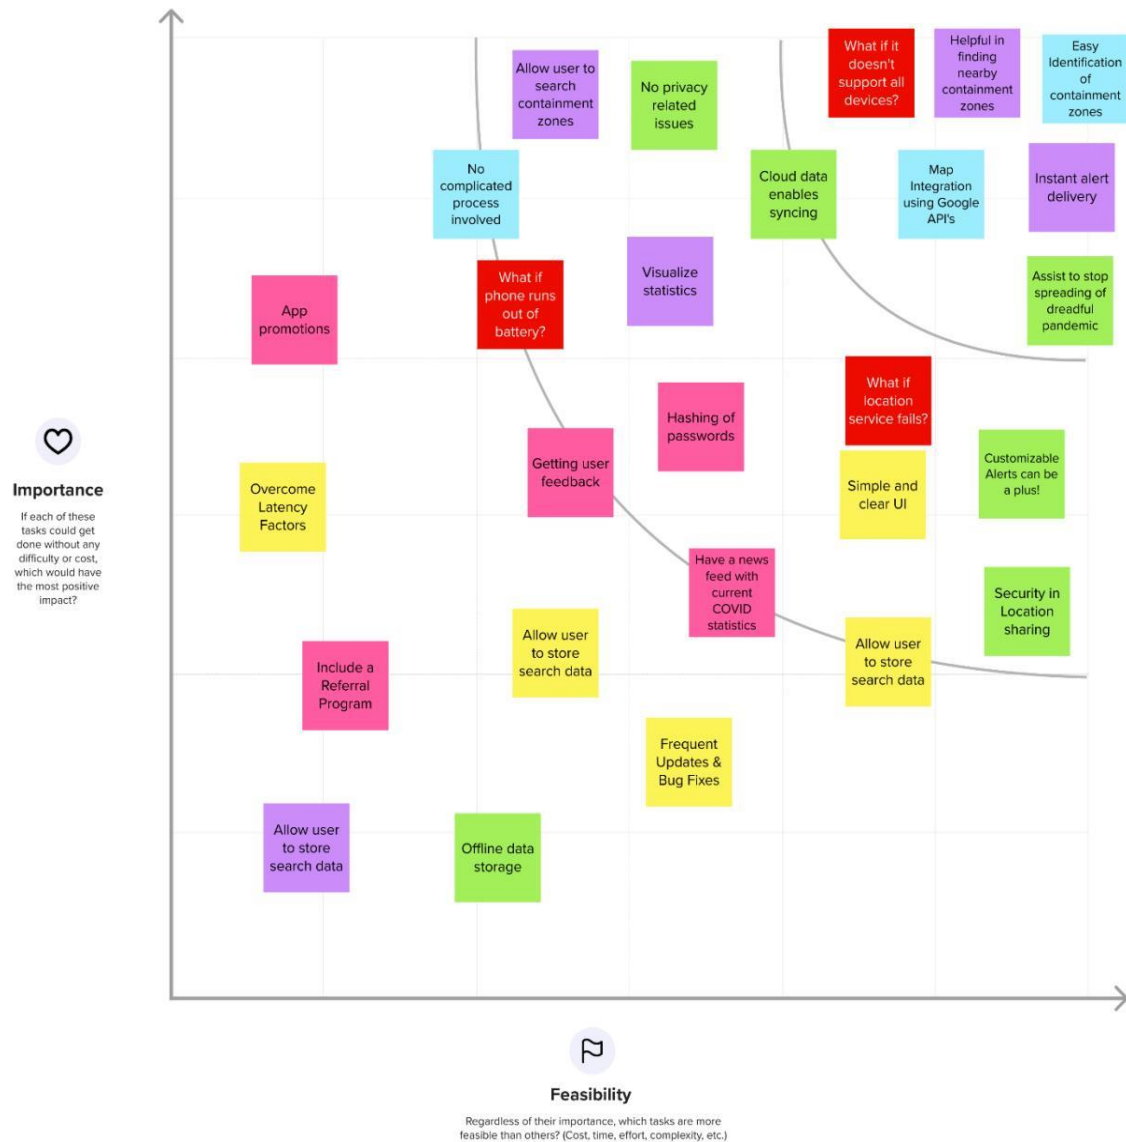 Allow user to
search
containment
zones
No privacy
related
issues
What if it
doesn't
support all
devices?
Helpful in
finding
nearby
containment
zones
Easy
Identification
of
containment
zones
No
complicated
process
involved
Cloud data
enables
syncing
Map
Integration
using Google
API's
Instant alert
delivery
App
promotions
What if
phone runs
out of
battery?
Visualize
statistics
Assist to stop
spreading of
dreadful
pandemic
Hashing of
passwords
What if
location
service fails?
Importance
If each of these
tasks could get
done without any
difficulty or cost,
which would have
the most positive
impact?
Overcome
Latency
Factors
Getting user
feedback
Simple and
clear UI
Customizable
Alerts can be
a plus!
Have a news
feed with
current
COVID
statistics
Security in
Location
sharing
Include a
Referral
Program
Allow user
to store
search data
Allow user
to store
search data
Frequent
Updates &
Bug Fixes
Allow user
to store
search data
Offline data
storage
Feasibility
Regardless of their importance, which tasks are more
feasible than others? (Cost, time, effort, complexity, etc.)